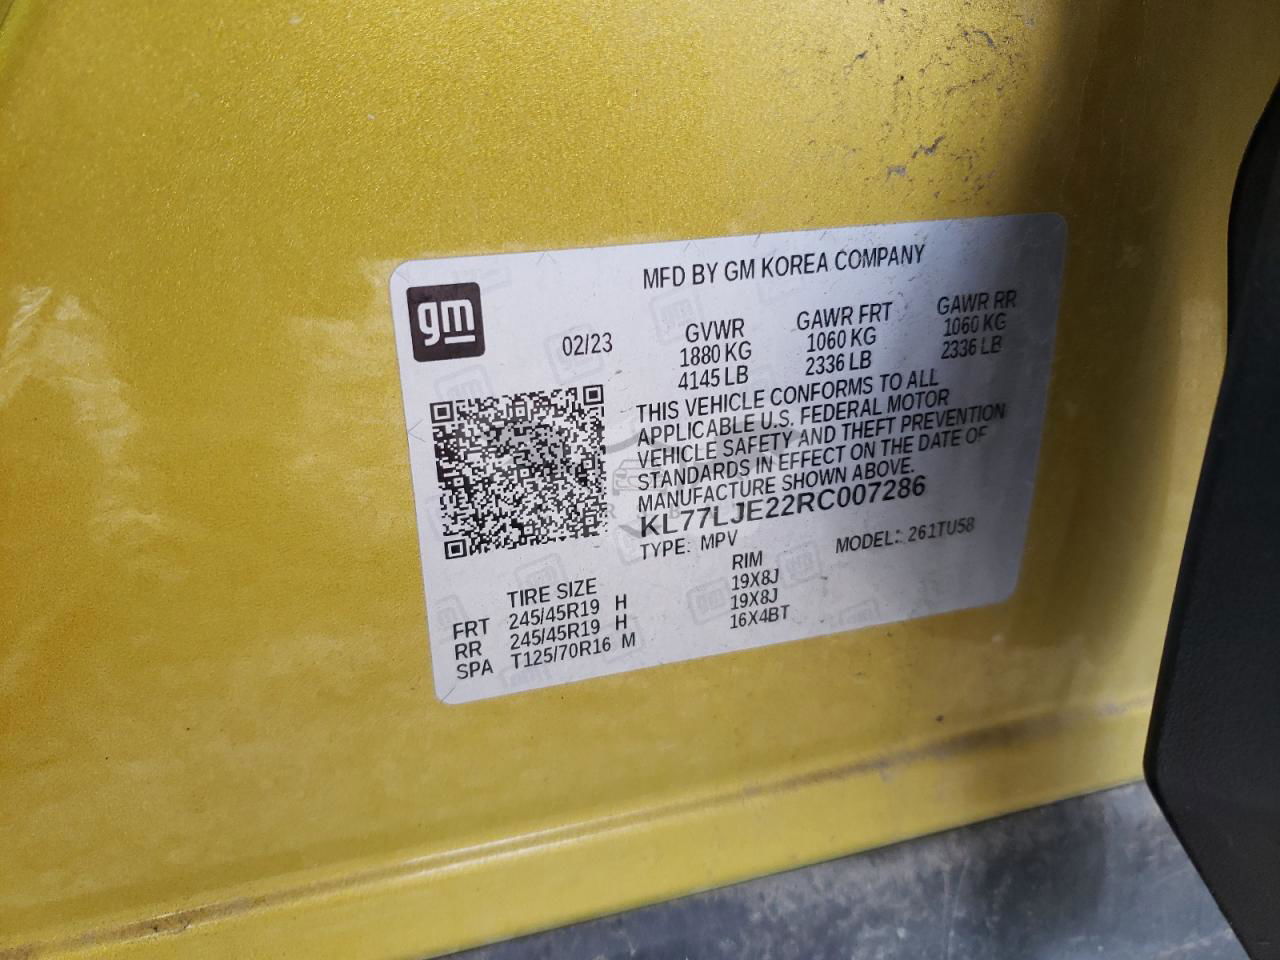 MFD BY GM KOREA COMPANY
gm
02/23
GVWR GAWR FRT GAWR RR
1880 KG 1060 KG 1060 KG
4145 LB 2336 LB 2336 LB
THIS VEHICLE CONFORMS TO ALL
APPLICABLE U.S. FEDERAL MOTOR
VEHICLE SAFETY AND THEFT PREVENTION
STANDARDS IN EFFECT ON THE DATE OF
MANUFACTURE SHOWN ABOVE.
KL77LJE22RC007286
TYPE: MPV MODEL: 261TU58
TIRE SIZE RIM
FRT 245/45R19 H 19X8J
RR 245/45R19 H 19X8J
SPA T125/70R16 M 16X4BT